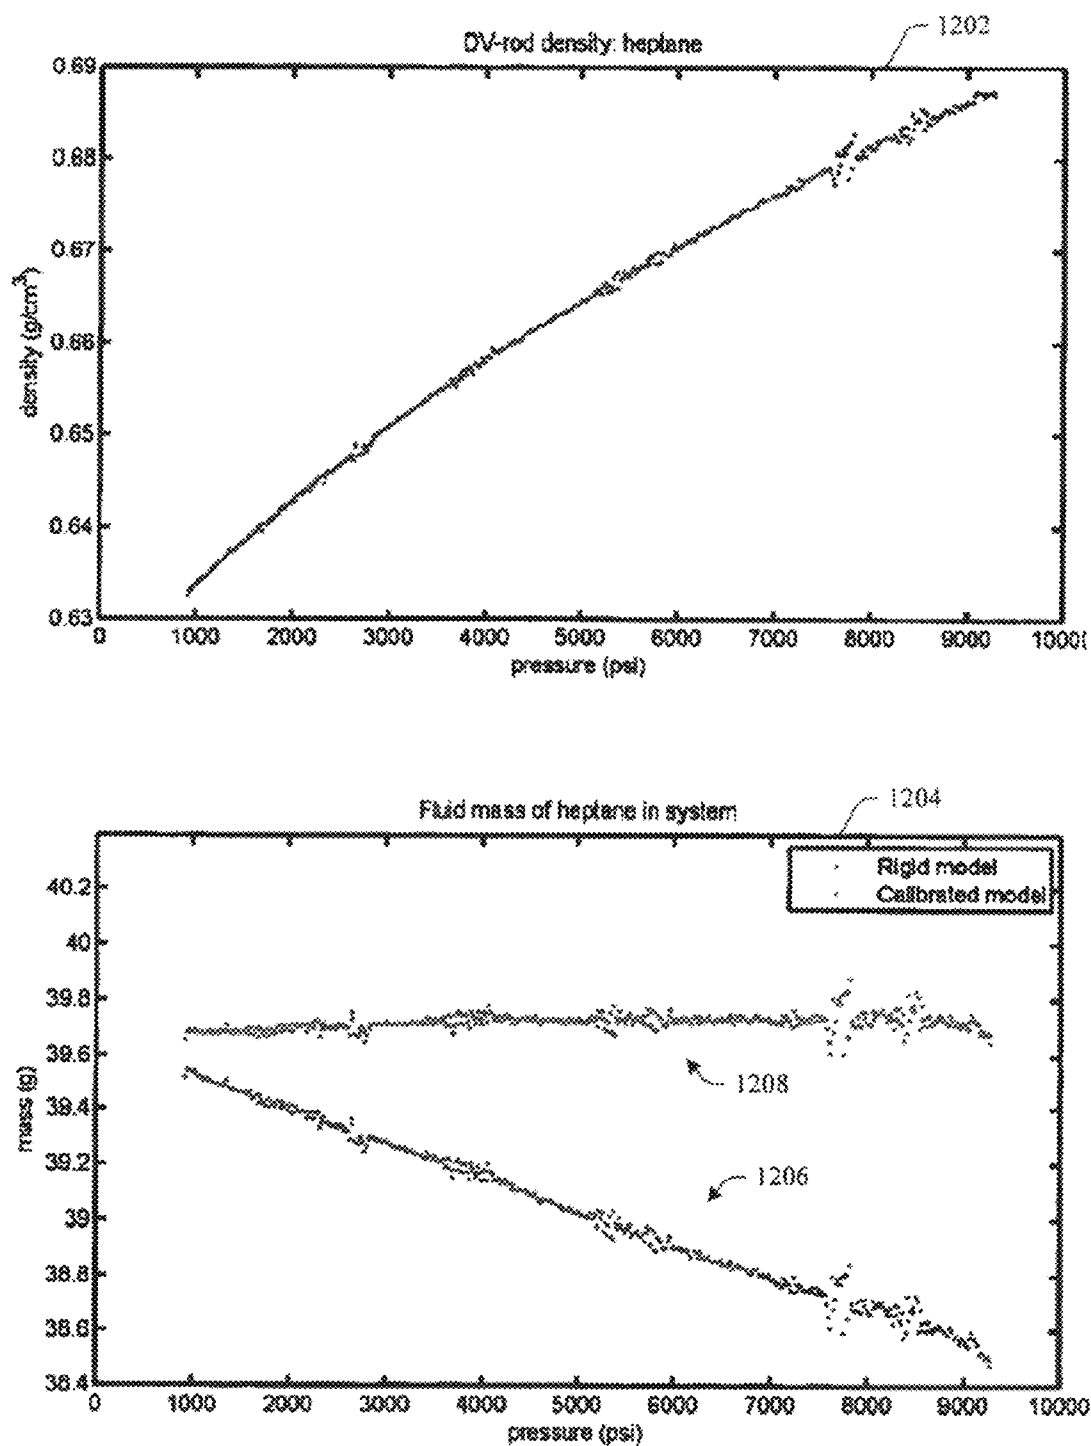 1202
DV-rod density: heptane
0.69
0.68
0.67
0.66
0.65
0.64
0.63
density (g/cm³)
0 1000 2000 3000 4000 5000 6000 7000 8000 9000 1000(
pressure (psi)
1204
Fluid mass of heptane in system
Rigid model
Calibrated model
40.2
40
39.8
39.6
39.4
39.2
39
38.8
38.6
38.4
mass (g)
1208
1206
0 1000 2000 3000 4000 5000 6000 7000 8000 9000 10000
pressure (psi)